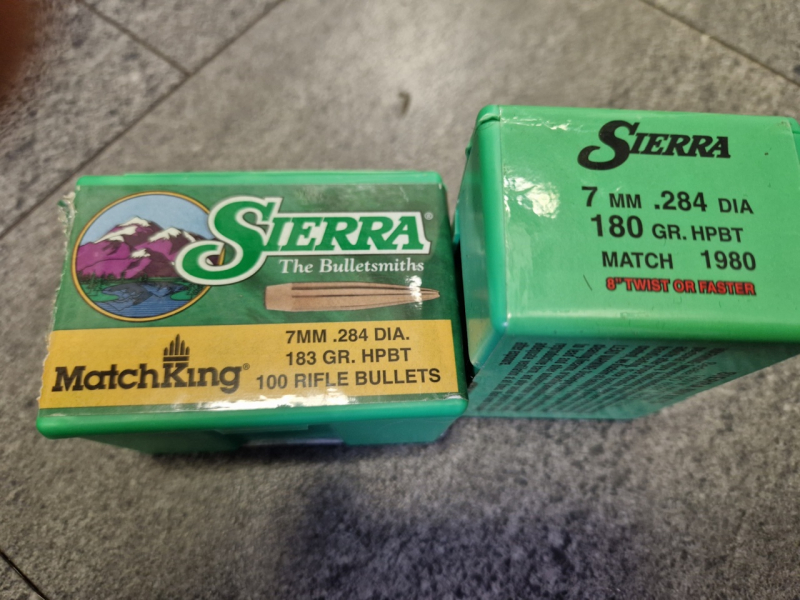 SIERRA®
The Bulletsmiths
7MM .284 DIA.
183 GR. HPBT
MatchKing®
100 RIFLE BULLETS
SIERRA
7 MM .284 DIA
180 GR. HPBT
MATCH 1980
8" TWIST OR FASTER